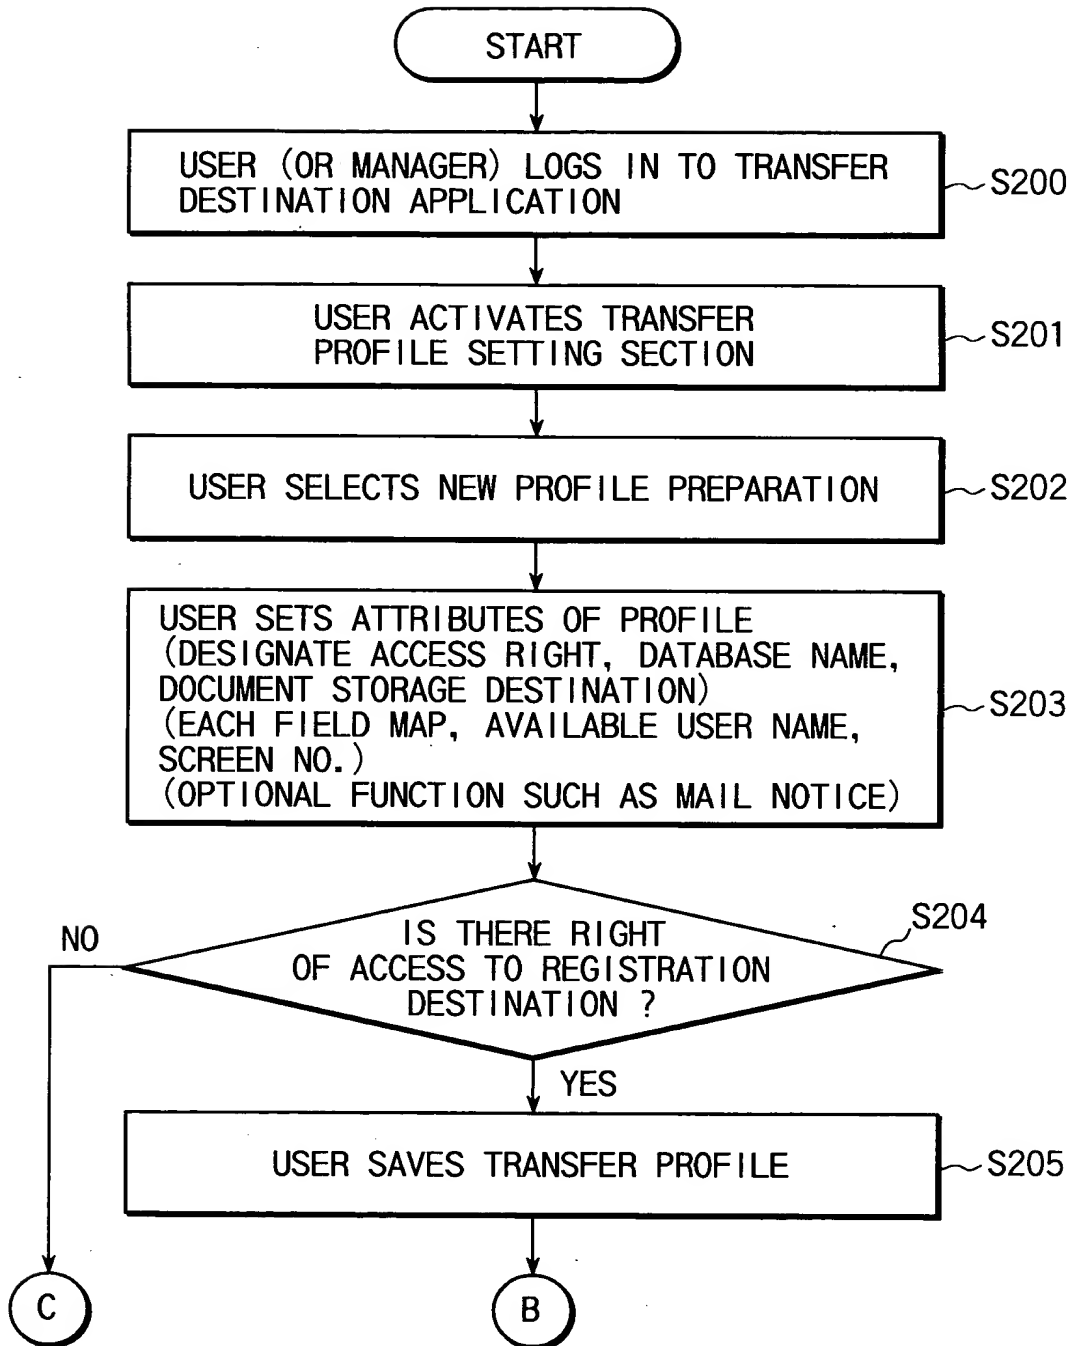 START
USER (OR MANAGER) LOGS IN TO TRANSFER
DESTINATION APPLICATION
S200
USER ACTIVATES TRANSFER
PROFILE SETTING SECTION
S201
USER SELECTS NEW PROFILE PREPARATION
S202
USER SETS ATTRIBUTES OF PROFILE
(DESIGNATE ACCESS RIGHT, DATABASE NAME,
DOCUMENT STORAGE DESTINATION)
(EACH FIELD MAP, AVAILABLE USER NAME,
SCREEN NO.)
(OPTIONAL FUNCTION SUCH AS MAIL NOTICE)
S203
IS THERE RIGHT
OF ACCESS TO REGISTRATION
DESTINATION ?
S204
NO
YES
USER SAVES TRANSFER PROFILE
S205
C
B